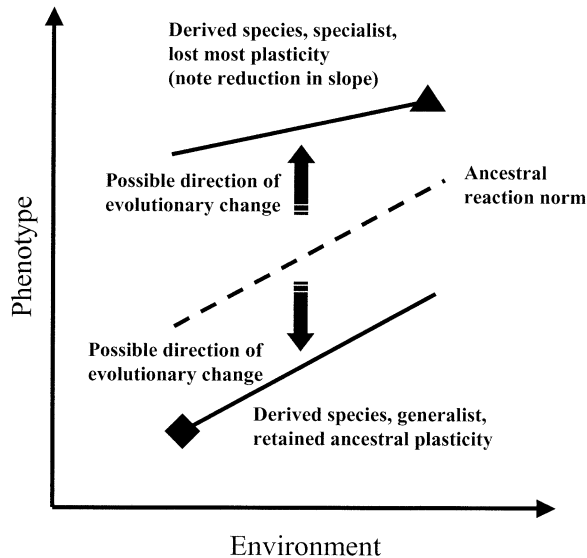 Derived species, specialist,
lost most plasticity
(note reduction in slope)
Possible direction of
evolutionary change
Ancestral
reaction norm
Phenotype
Possible direction of
evolutionary change
Derived species, generalist,
retained ancestral plasticity
Environment